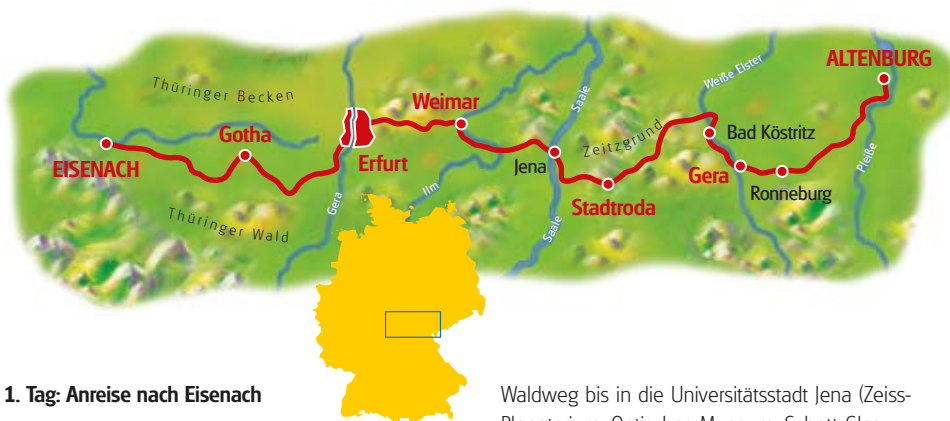 ALTENBURG
Weiße Elster
Thüringer Becken
Weimar
Saale
Gotha
Zeitzgrund
Bad Köstritz
EISENACH
Erfurt
Jena
Gera
Pleiße
Ronneburg
Ilm
Stadtroda
Gera
Thüringer Wald
Saale
1. Tag: Anreise nach Eisenach
Waldweg bis in die Universitätsstadt Jena (Zeiss-